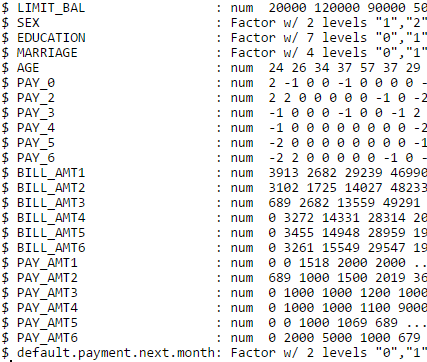 $ LIMIT_BAL                 : num  20000 120000 90000 50
$ SEX                       : Factor w/ 2 levels "1","2"
$ EDUCATION                 : Factor w/ 7 levels "0","1"
$ MARRIAGE                  : Factor w/ 4 levels "0","1"
$ AGE                       : num  24 26 34 37 57 37 29
$ PAY_0                     : num  2 -1 0 0 -1 0 0 0 0 -
$ PAY_2                     : num  2 2 0 0 0 0 0 -1 0 -2
$ PAY_3                     : num  -1 0 0 0 -1 0 0 -1 2
$ PAY_4                     : num  -1 0 0 0 0 0 0 0 0 -2
$ PAY_5                     : num  -2 0 0 0 0 0 0 0 0 -1
$ PAY_6                     : num  -2 2 0 0 0 0 0 -1 0 -
$ BILL_AMT1                 : num  3913 2682 29239 46990
$ BILL_AMT2                 : num  3102 1725 14027 48233
$ BILL_AMT3                 : num  689 2682 13559 49291
$ BILL_AMT4                 : num  0 3272 14331 28314 20
$ BILL_AMT5                 : num  0 3455 14948 28959 19
$ BILL_AMT6                 : num  0 3261 15549 29547 19
$ PAY_AMT1                  : num  0 0 1518 2000 2000 ..
$ PAY_AMT2                  : num  689 1000 1500 2019 36
$ PAY_AMT3                  : num  0 1000 1000 1200 1000
$ PAY_AMT4                  : num  0 1000 1000 1100 9000
$ PAY_AMT5                  : num  0 0 1000 1069 689 ...
$ PAY_AMT6                  : num  0 2000 5000 1000 679
$ default.payment.next.month: Factor w/ 2 levels "0","1"